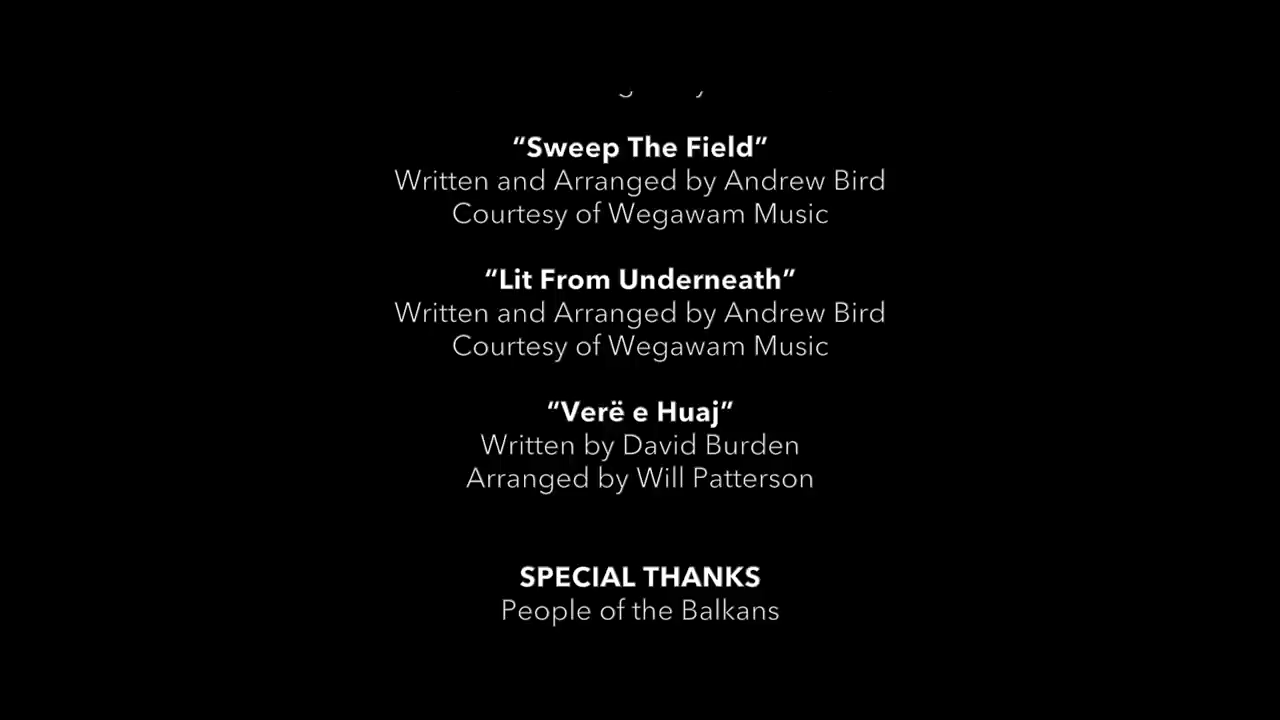 “Sweep The Field”
Written and Arranged by Andrew Bird
Courtesy of Wegawam Music
“Lit From Underneath”
Written and Arranged by Andrew Bird
Courtesy of Wegawam Music
“Verë e Huaj”
Written by David Burden
Arranged by Will Patterson
SPECIAL THANKS
People of the Balkans